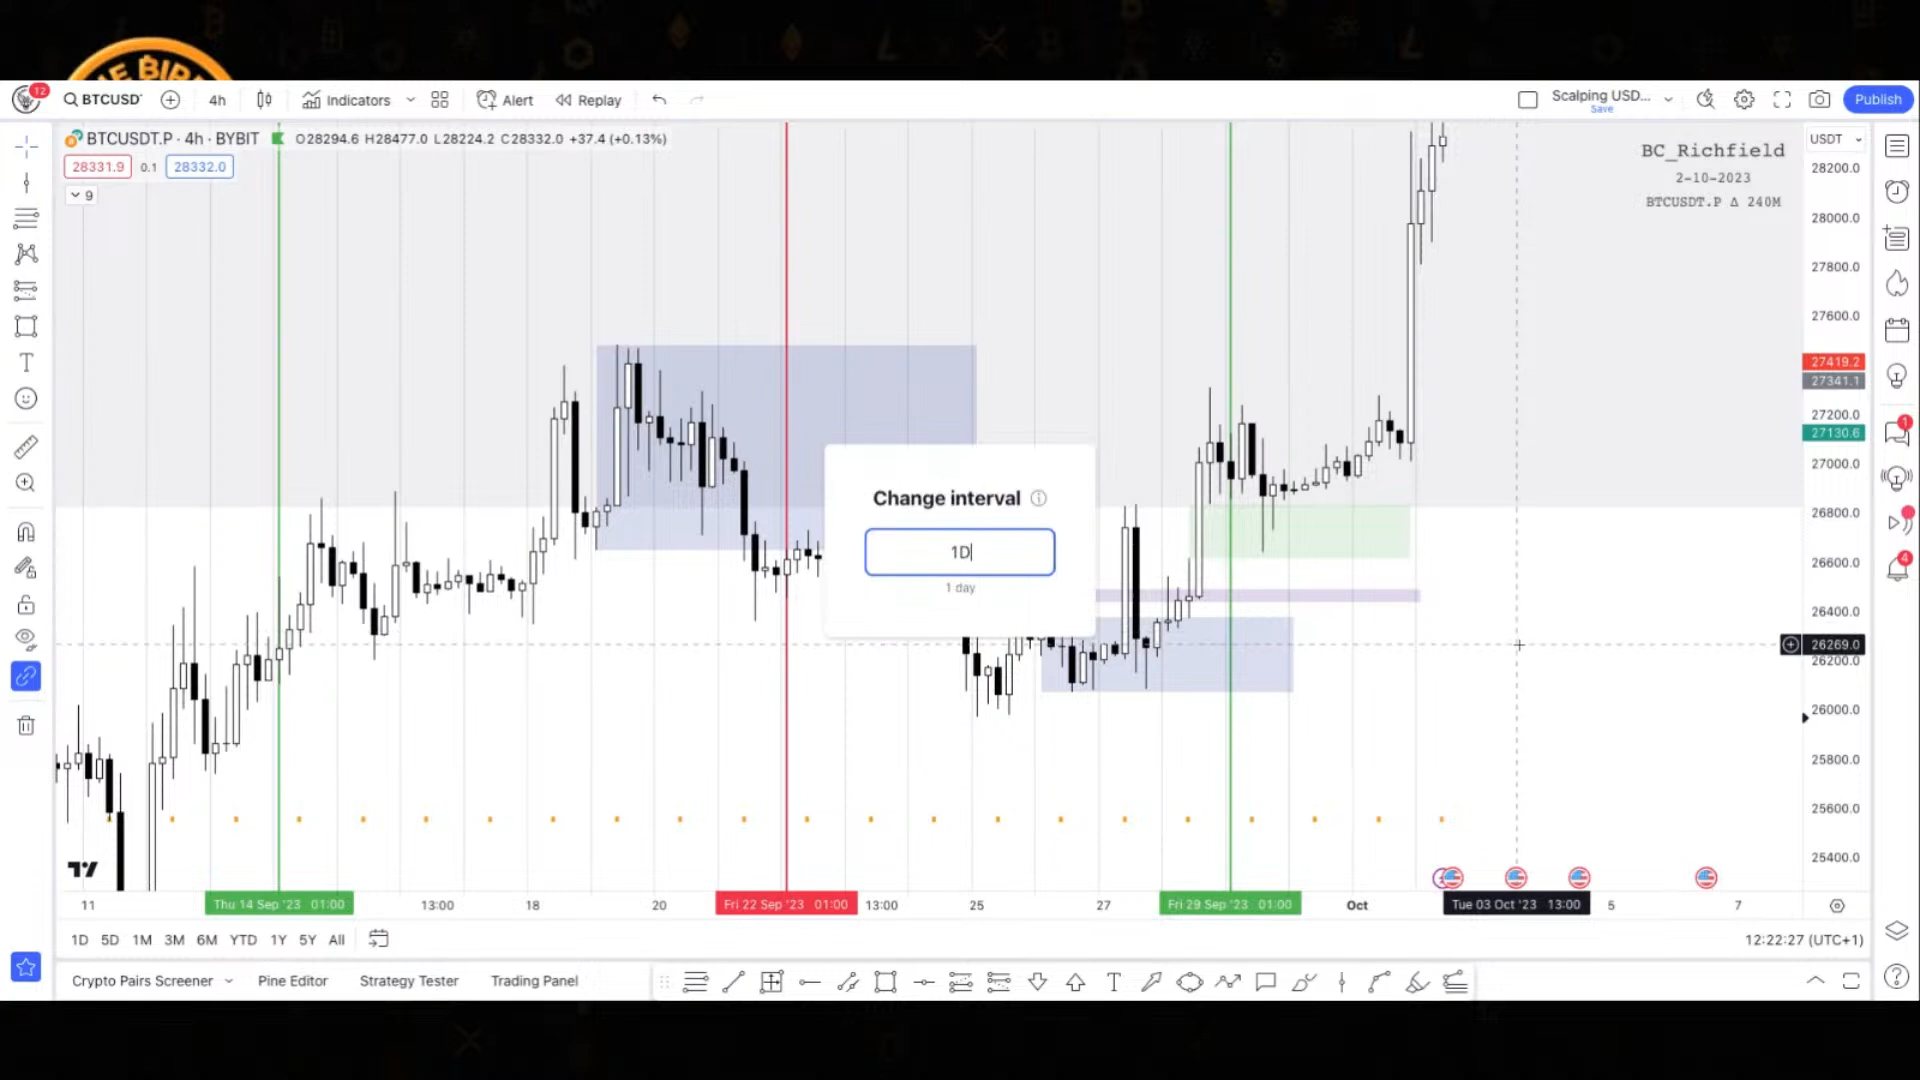 THE BIRB
12
BTCUSD
4h
Indicators
Alert
Replay
Scalping USD...
Save
Publish
BTCUSDT.P · 4h · BYBIT O28294.6 H28477.0 L28224.2 C28332.0 +37.4 (+0.13%)
28331.9 0.1 28332.0
9
USDT
BC_Richfield
2-10-2023
BTCUSDT.P Δ 240M
28200.0
28000.0
27800.0
27600.0
27419.2
27341.1
27200.0
27130.6
27000.0
26800.0
26600.0
26400.0
26269.0
26200.0
26000.0
25800.0
25600.0
25400.0
1
4
Change interval
1D
1 day
11 Thu 14 Sep '23 01:00 13:00 18 20 Fri 22 Sep '23 01:00 13:00 25 27 Fri 29 Sep '23 01:00 Oct Tue 03 Oct '23 13:00 5 7
1D 5D 1M 3M 6M YTD 1Y 5Y All
12:22:27 (UTC+1)
Crypto Pairs Screener Pine Editor Strategy Tester Trading Panel